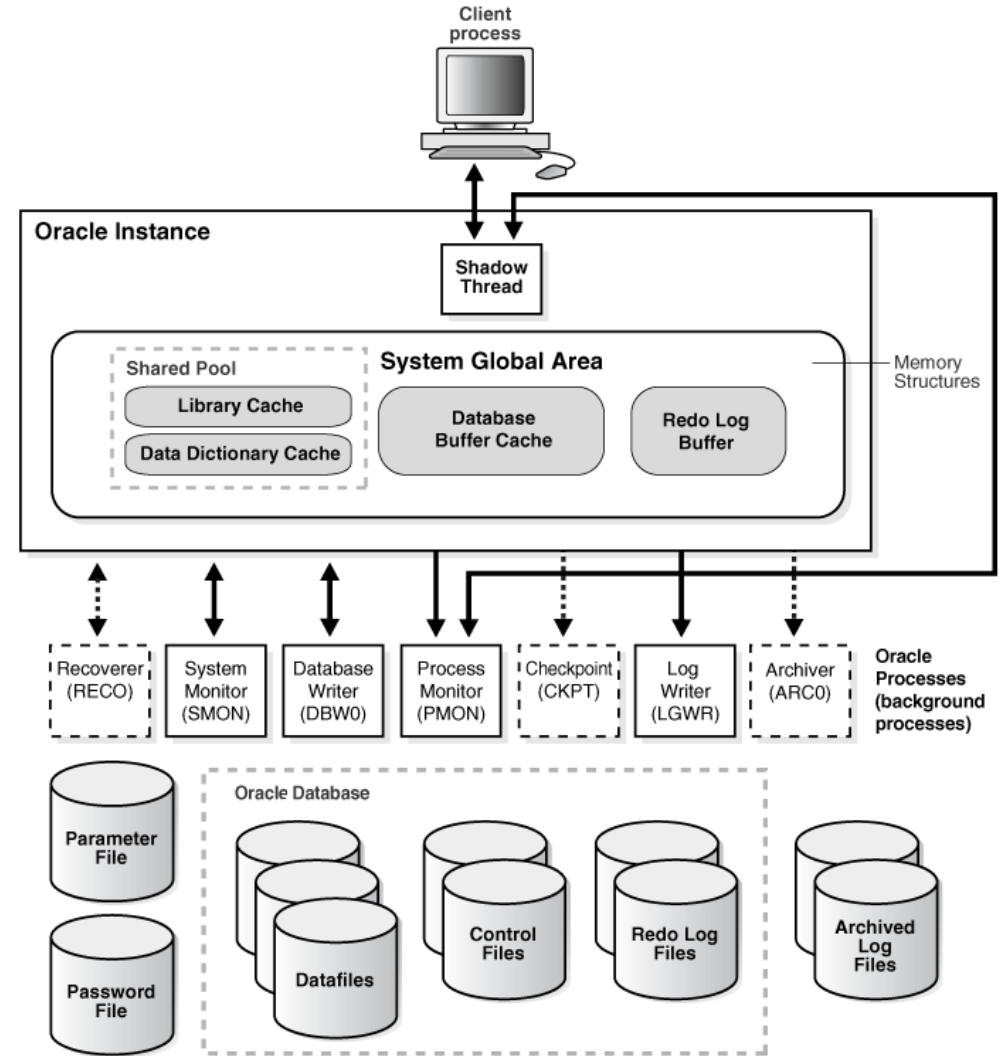 Client
process
Oracle Instance
Shadow
Thread
System Global Area
Shared Pool
Library Cache
Data Dictionary Cache
Database
Buffer Cache
Redo Log
Buffer
Memory
Structures
Recoverer
(RECO)
System
Monitor
(SMON)
Database
Writer
(DBW0)
Process
Monitor
(PMON)
Checkpoint
(CKPT)
Log
Writer
(LGWR)
Archiver
(ARC0)
Oracle
Processes
(background
processes)
Parameter
File
Password
File
Oracle Database
Datafiles
Control
Files
Redo Log
Files
Archived
Log
Files